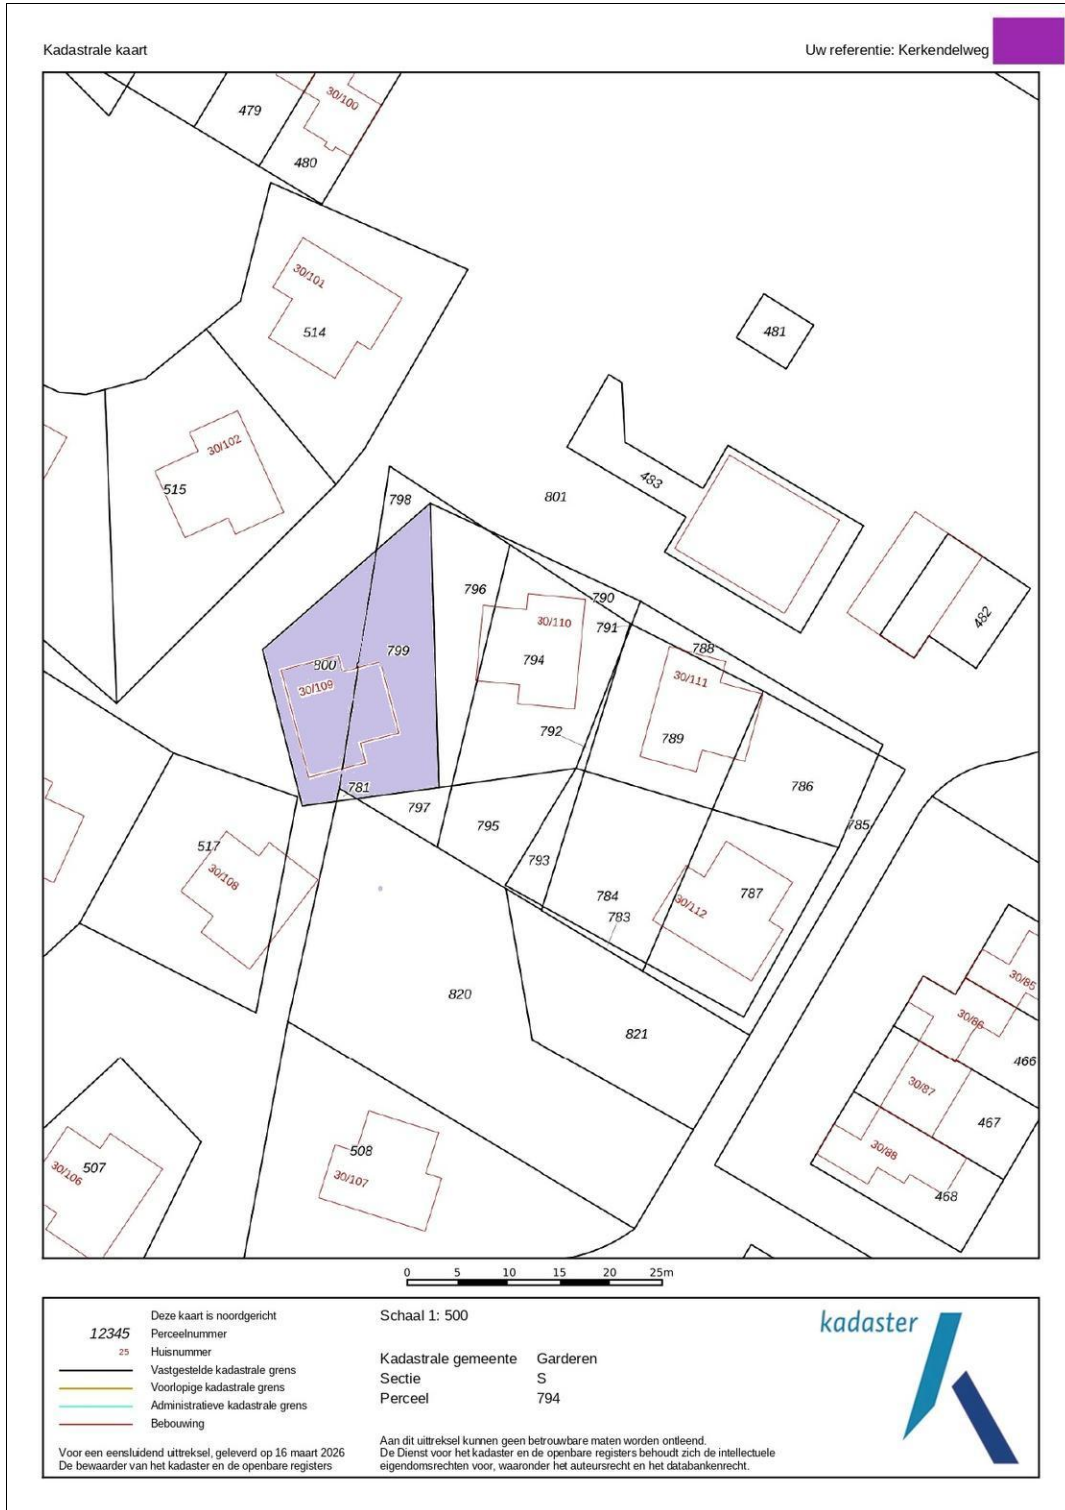 Kadastrale kaart
Uw referentie: Kerkendelweg
479
30/100
480
30/101
514
481
30/102
515
483
801
798
482
796
790
30/110
791
794
788
799
800
30/109
30/111
792
789
786
781
797
795
785
517
30/108
793
784
787
30/112
783
820
821
30/85
30/86
466
30/87
467
508
30/107
507
30/106
30/88
468
0 5 10 15 20 25m
Deze kaart is noordgericht
12345 Perceelnummer
25 Huisnummer
Vastgestelde kadastrale grens
Voorlopige kadastrale grens
Administratieve kadastrale grens
Bebouwing
Voor een eensluidend uittreksel, geleverd op 16 maart 2026
De bewaarder van het kadaster en de openbare registers
Schaal 1: 500
Kadastrale gemeente Garderen
Sectie S
Perceel 794
Aan dit uittreksel kunnen geen betrouwbare maten worden ontleend.
De Dienst voor het kadaster en de openbare registers behoudt zich de intellectuele
eigendomsrechten voor, waaronder het auteursrecht en het databankenrecht.
kadaster